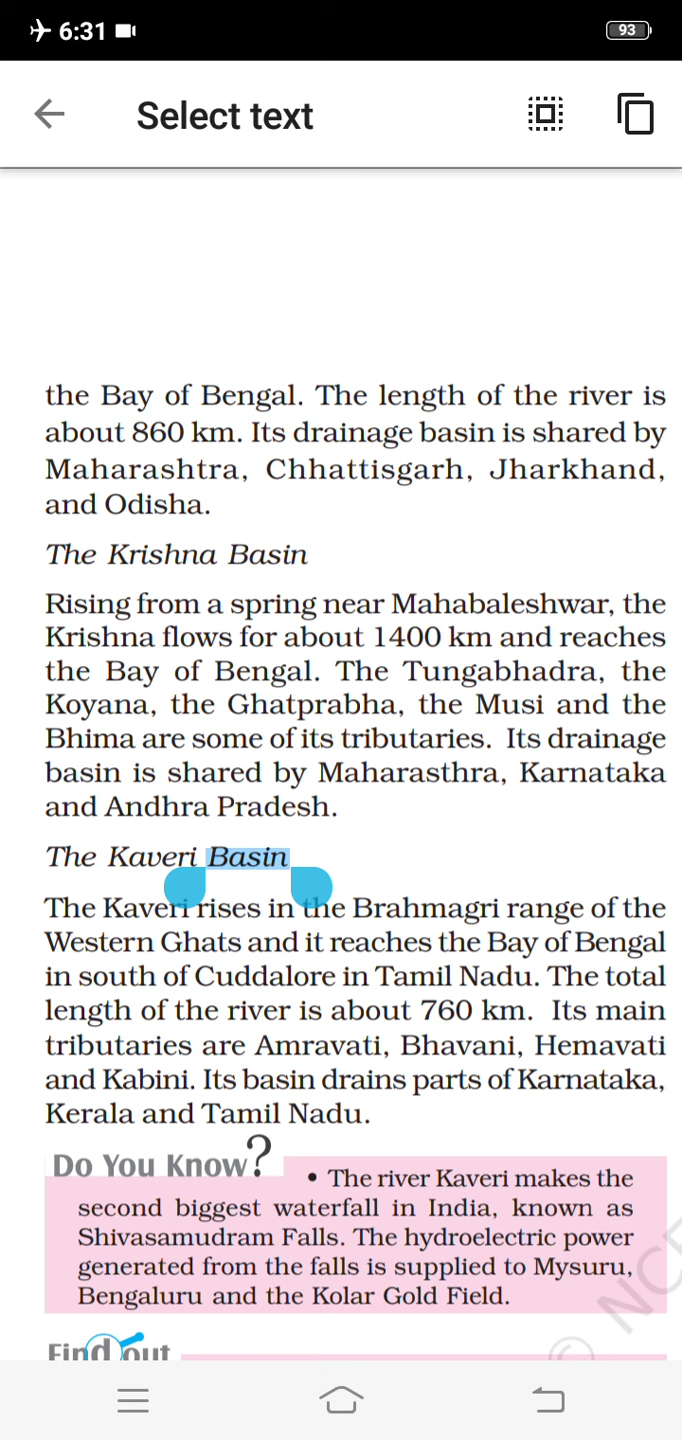 6:31
93
Select text
the Bay of Bengal. The length of the river is
about 860 km. Its drainage basin is shared by
Maharashtra, Chhattisgarh, Jharkhand,
and Odisha.
The Krishna Basin
Rising from a spring near Mahabaleshwar, the
Krishna flows for about 1400 km and reaches
the Bay of Bengal. The Tungabhadra, the
Koyana, the Ghatprabha, the Musi and the
Bhima are some of its tributaries. Its drainage
basin is shared by Maharasthra, Karnataka
and Andhra Pradesh.
The Kaveri Basin
The Kaveri rises in the Brahmagri range of the
Western Ghats and it reaches the Bay of Bengal
in south of Cuddalore in Tamil Nadu. The total
length of the river is about 760 km. Its main
tributaries are Amravati, Bhavani, Hemavati
and Kabini. Its basin drains parts of Karnataka,
Kerala and Tamil Nadu.
Do You Know?
• The river Kaveri makes the
second biggest waterfall in India, known as
Shivasamudram Falls. The hydroelectric power
generated from the falls is supplied to Mysuru,
Bengaluru and the Kolar Gold Field.
Find out